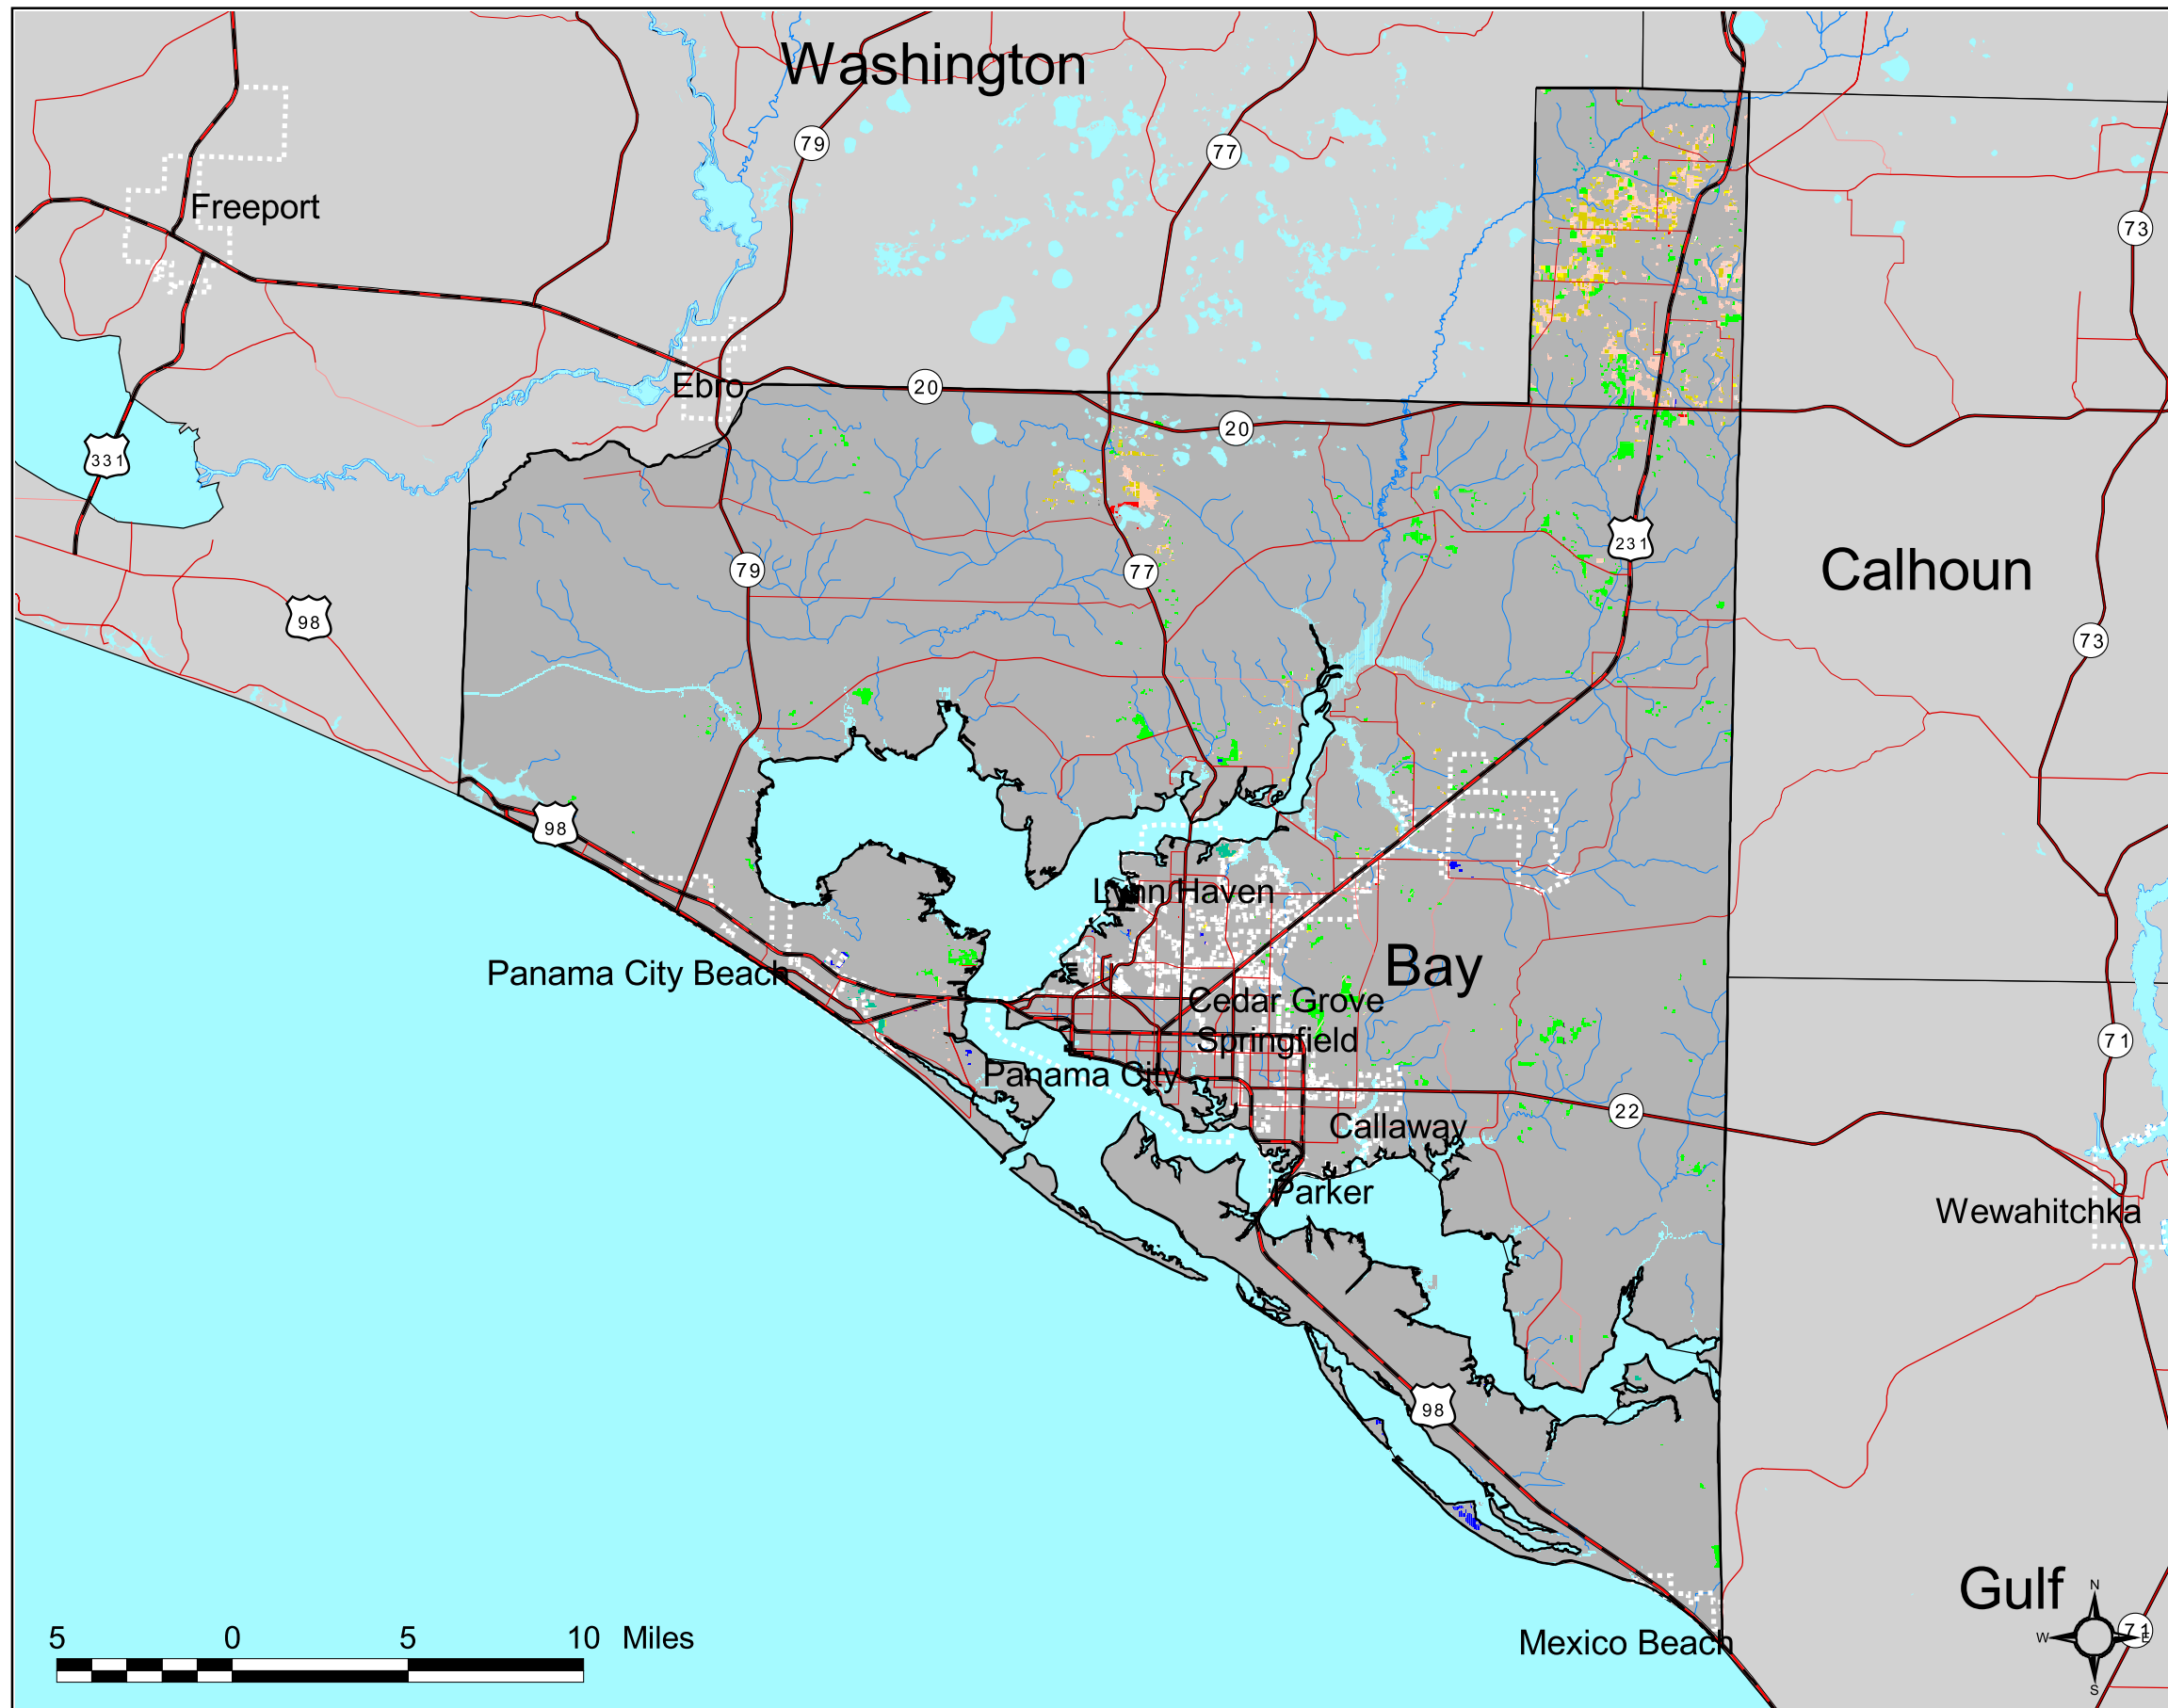 Washington
79
77
Freeport
73
Ebro
20
20
331
231
79
77
Calhoun
98
73
98
Lynn Haven
Bay
Panama City Beach
Cedar Grove
Springfield
71
Panama City
22
Callaway
Parker
Wewahitchka
98
Gulf
N
W
E
S
71
Mexico Beach
5 0 5 10 Miles